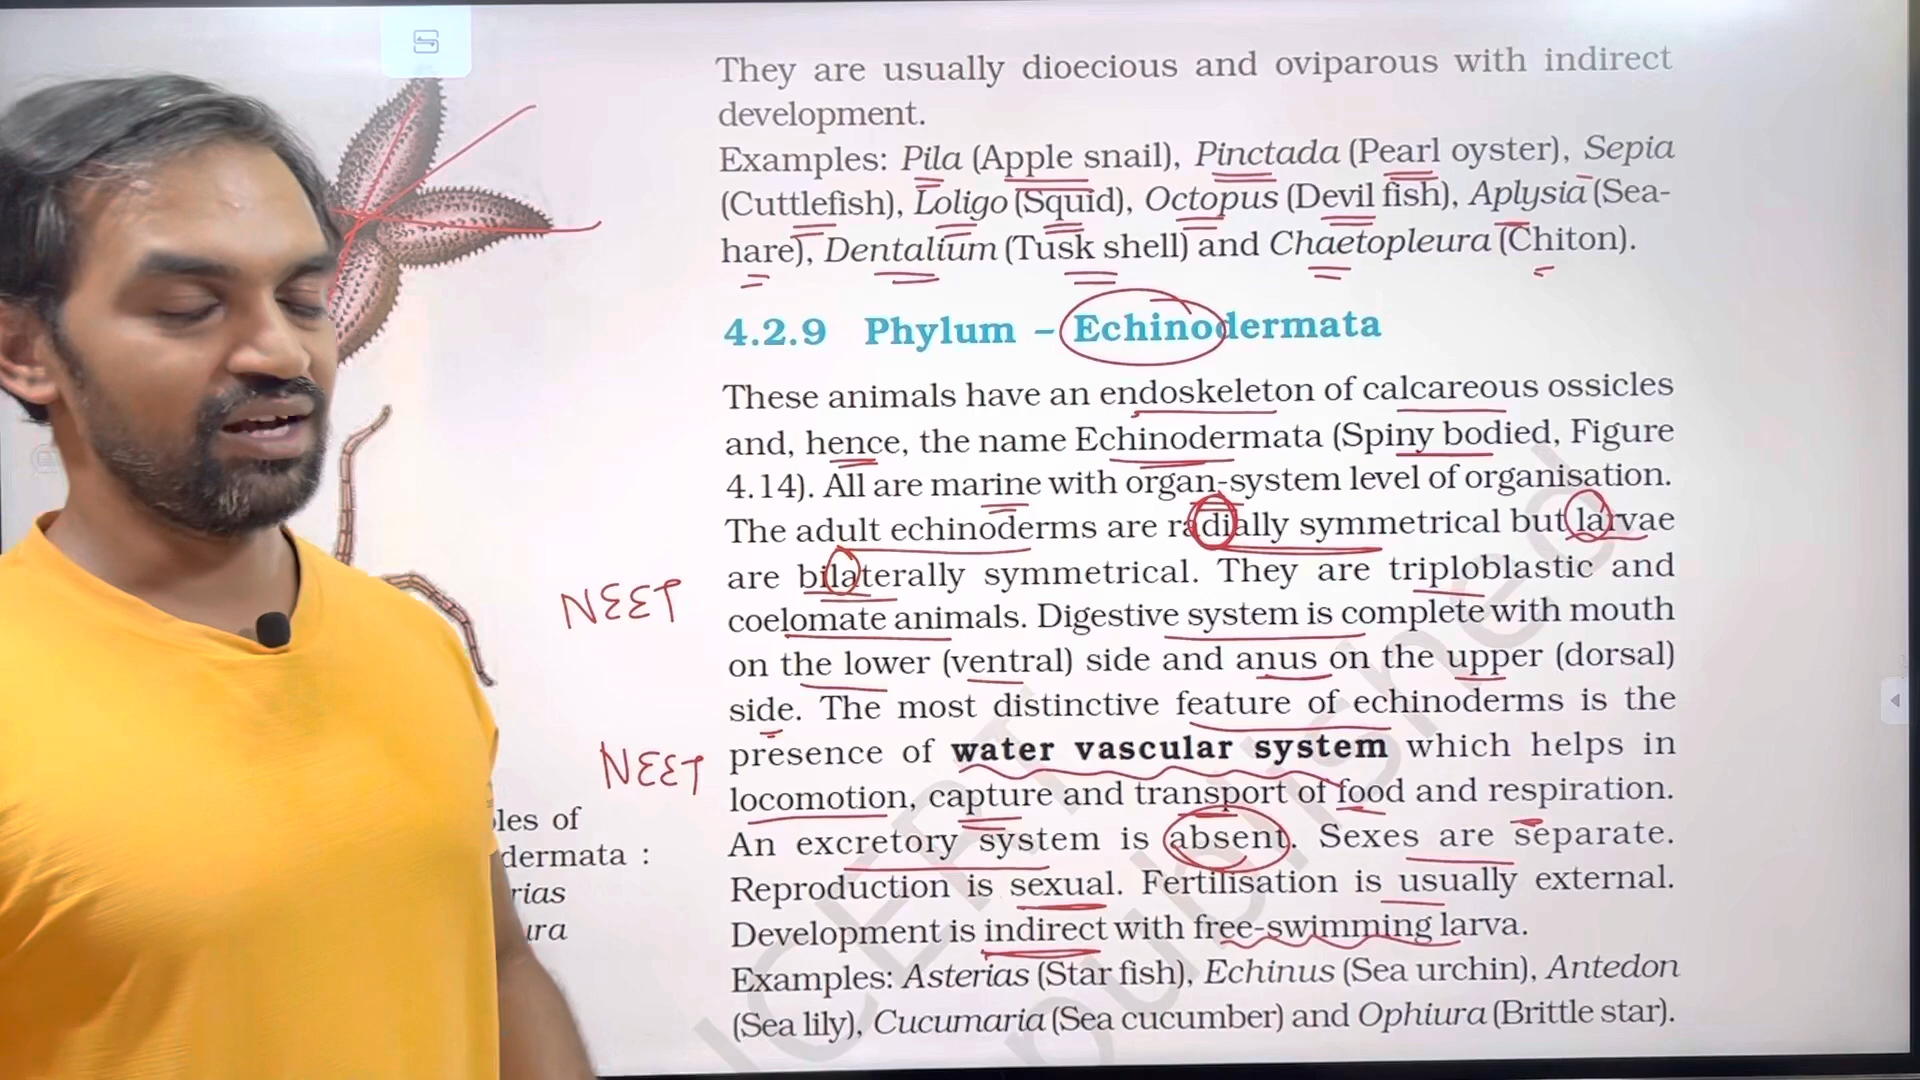 They are usually dioecious and oviparous with indirect
development.
Examples: Pila (Apple snail), Pinctada (Pearl oyster), Sepia
(Cuttlefish), Loligo (Squid), Octopus (Devil fish), Aplysia (Sea-
hare), Dentalium (Tusk shell) and Chaetopleura (Chiton).
4.2.9 Phylum – Echinodermata
These animals have an endoskeleton of calcareous ossicles
and, hence, the name Echinodermata (Spiny bodied, Figure
4.14). All are marine with organ-system level of organisation.
The adult echinoderms are radially symmetrical but larvae
are bilaterally symmetrical. They are triploblastic and
NEET
coelomate animals. Digestive system is complete with mouth
on the lower (ventral) side and anus on the upper (dorsal)
side. The most distinctive feature of echinoderms is the
presence of water vascular system which helps in
NEET
locomotion, capture and transport of food and respiration.
An excretory system is absent. Sexes are separate.
Reproduction is sexual. Fertilisation is usually external.
Development is indirect with free-swimming larva.
Examples: Asterias (Star fish), Echinus (Sea urchin), Antedon
(Sea lily), Cucumaria (Sea cucumber) and Ophiura (Brittle star).
les of
dermata :
rias
ura